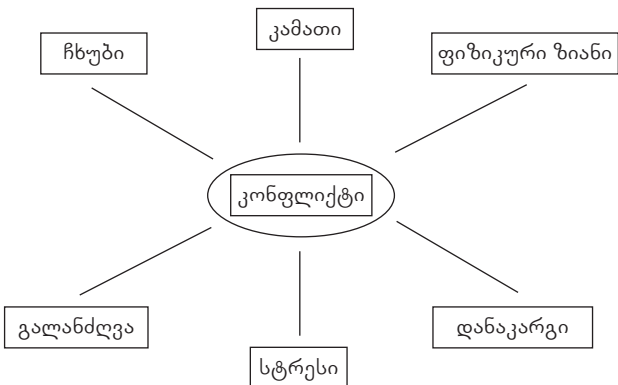 კამათი
ჩხუბი
ფიზიკური ზიანი
კონფლიქტი
გალანძღვა
დანაკარგი
სტრესი